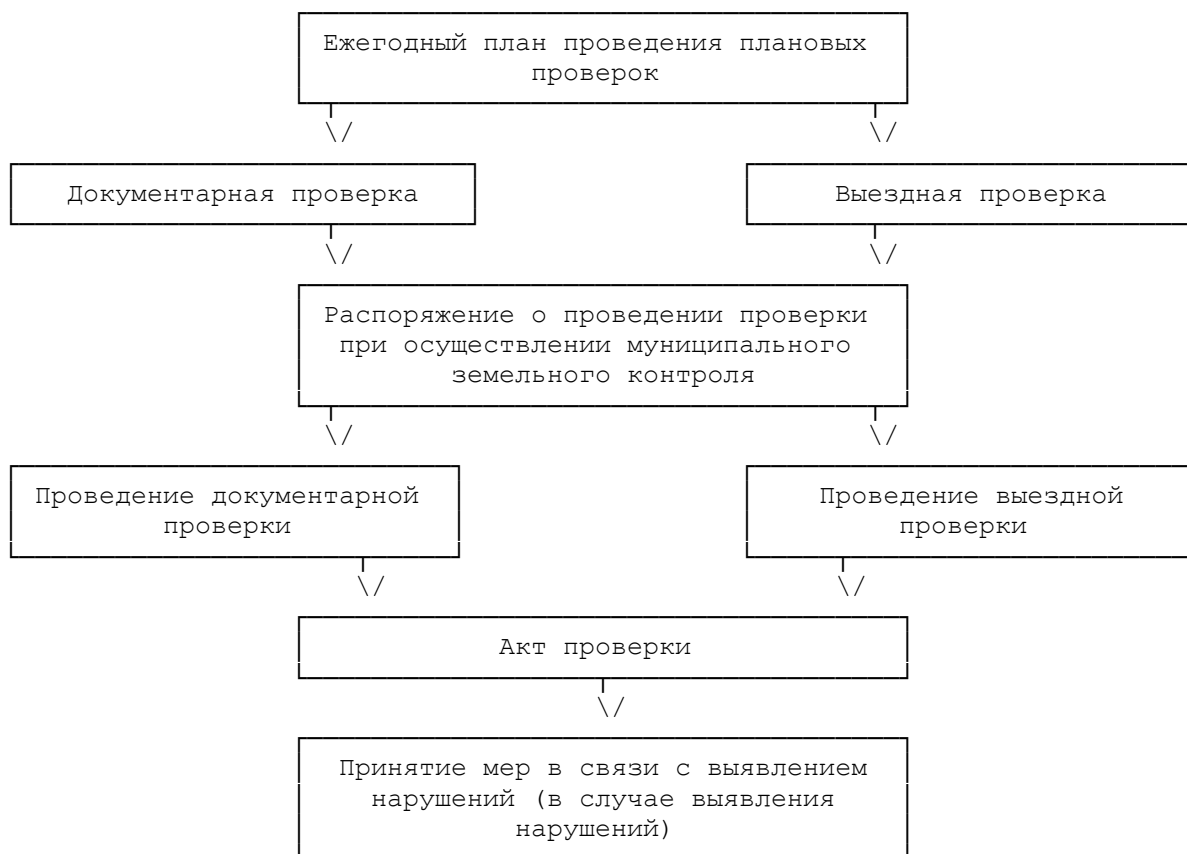 Ежегодный план проведения плановых
проверок
Документарная проверка
Выездная проверка
Распоряжение о проведении проверки
при осуществлении муниципального
земельного контроля
Проведение документарной
проверки
Проведение выездной
проверки
Акт проверки
Принятие мер в связи с выявлением
нарушений (в случае выявления
нарушений)